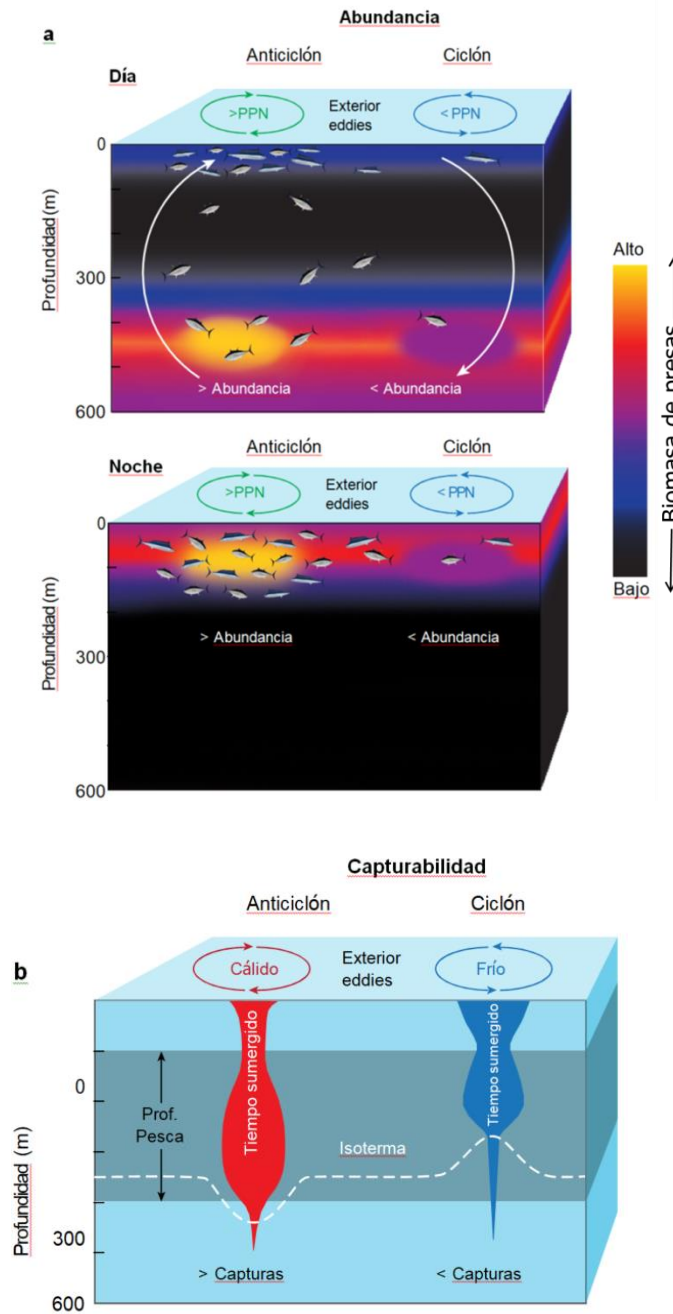 Abundancia
a
Anticiclón
Ciclón
Día
>PPN
Exterior
eddies
<PPN
0
300
600
Profundidad (m)
> Abundancia
< Abundancia
Alto
Biomasa de presas
Bajo
Anticiclón
Ciclón
Noche
>PPN
Exterior
eddies
<PPN
0
300
600
Profundidad (m)
> Abundancia
< Abundancia
Capturabilidad
Anticiclón
Ciclón
b
Cálido
Exterior
eddies
Frío
Tiempo sumergido
Tiempo sumergido
0
Prof.
Pesca
Isoterma
Profundidad (m)
300
> Capturas
< Capturas
600